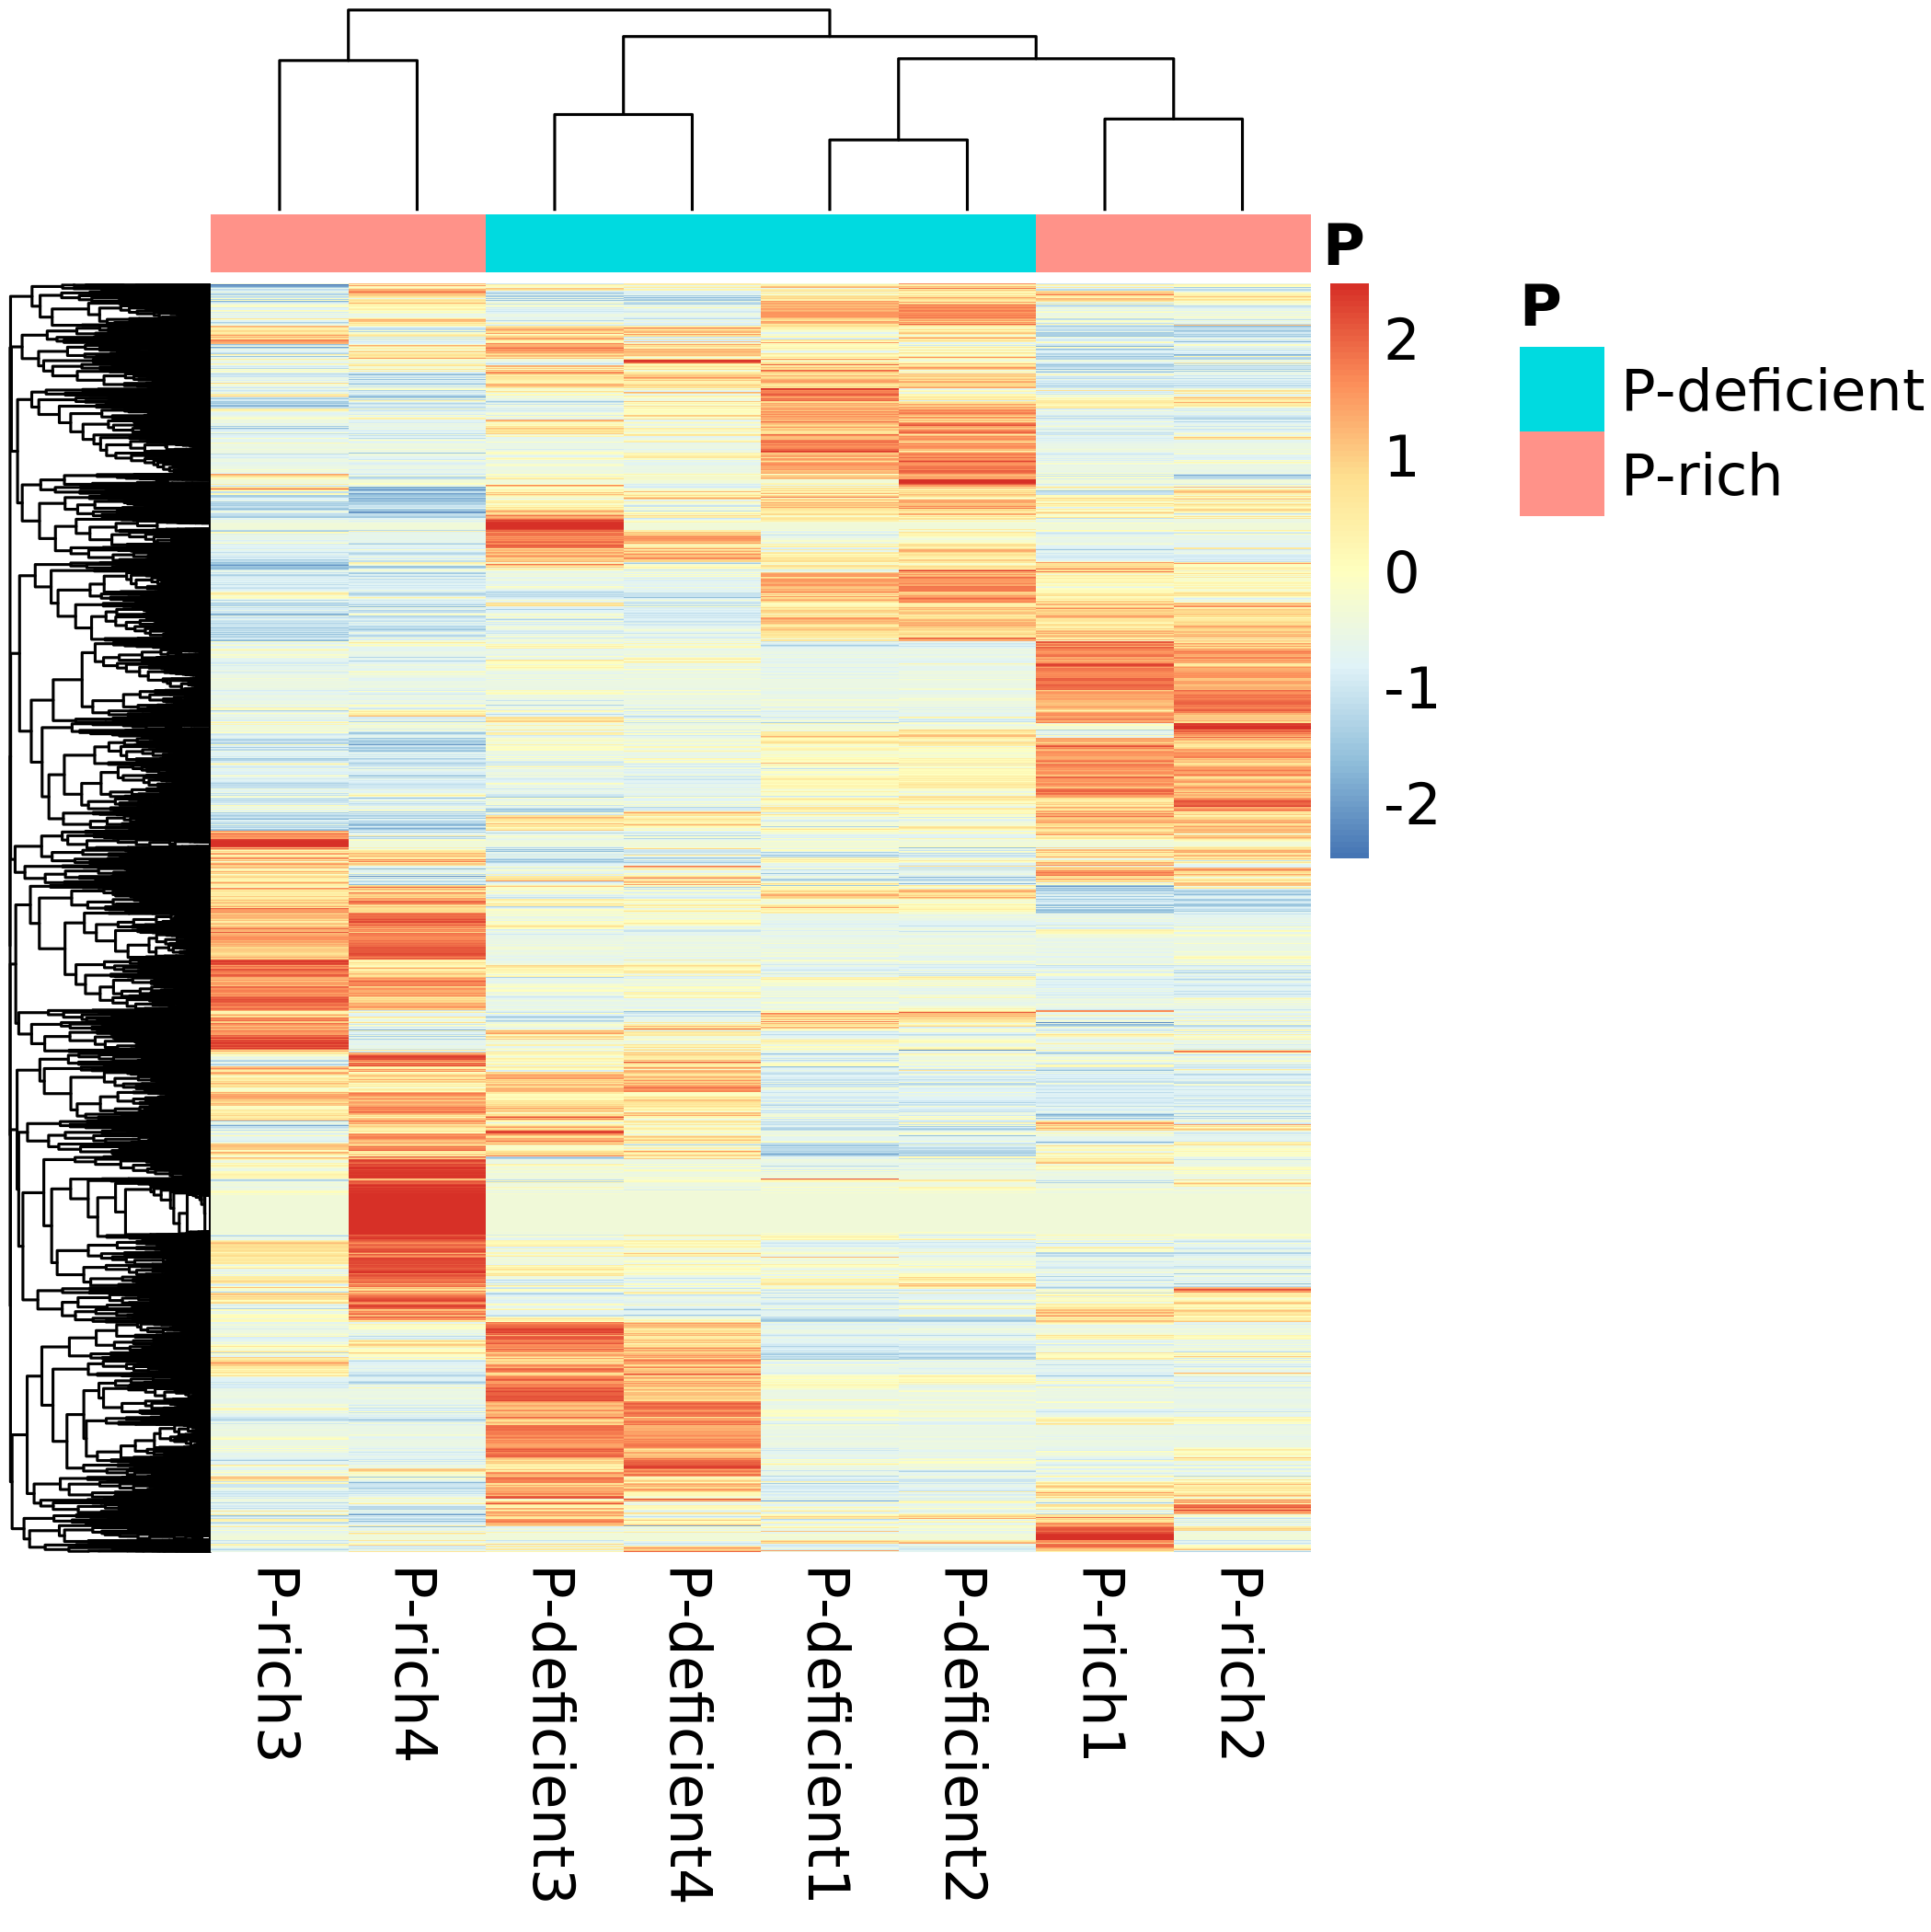 P
2
1
0
-1
-2
P
P-deficient
P-rich
P-rich3
P-rich4
P-deficient3
P-deficient4
P-deficient1
P-deficient2
P-rich1
P-rich2